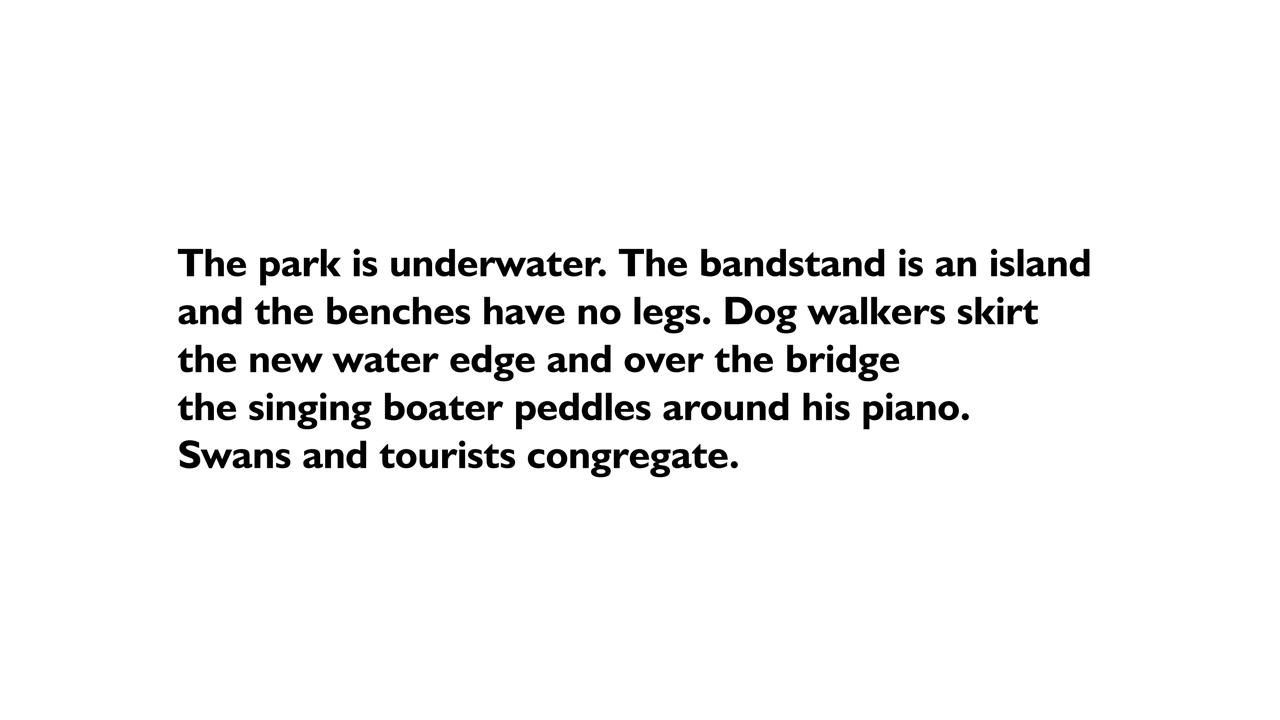 The park is underwater. The bandstand is an island
and the benches have no legs. Dog walkers skirt
the new water edge and over the bridge
the singing boater peddles around his piano.
Swans and tourists congregate.